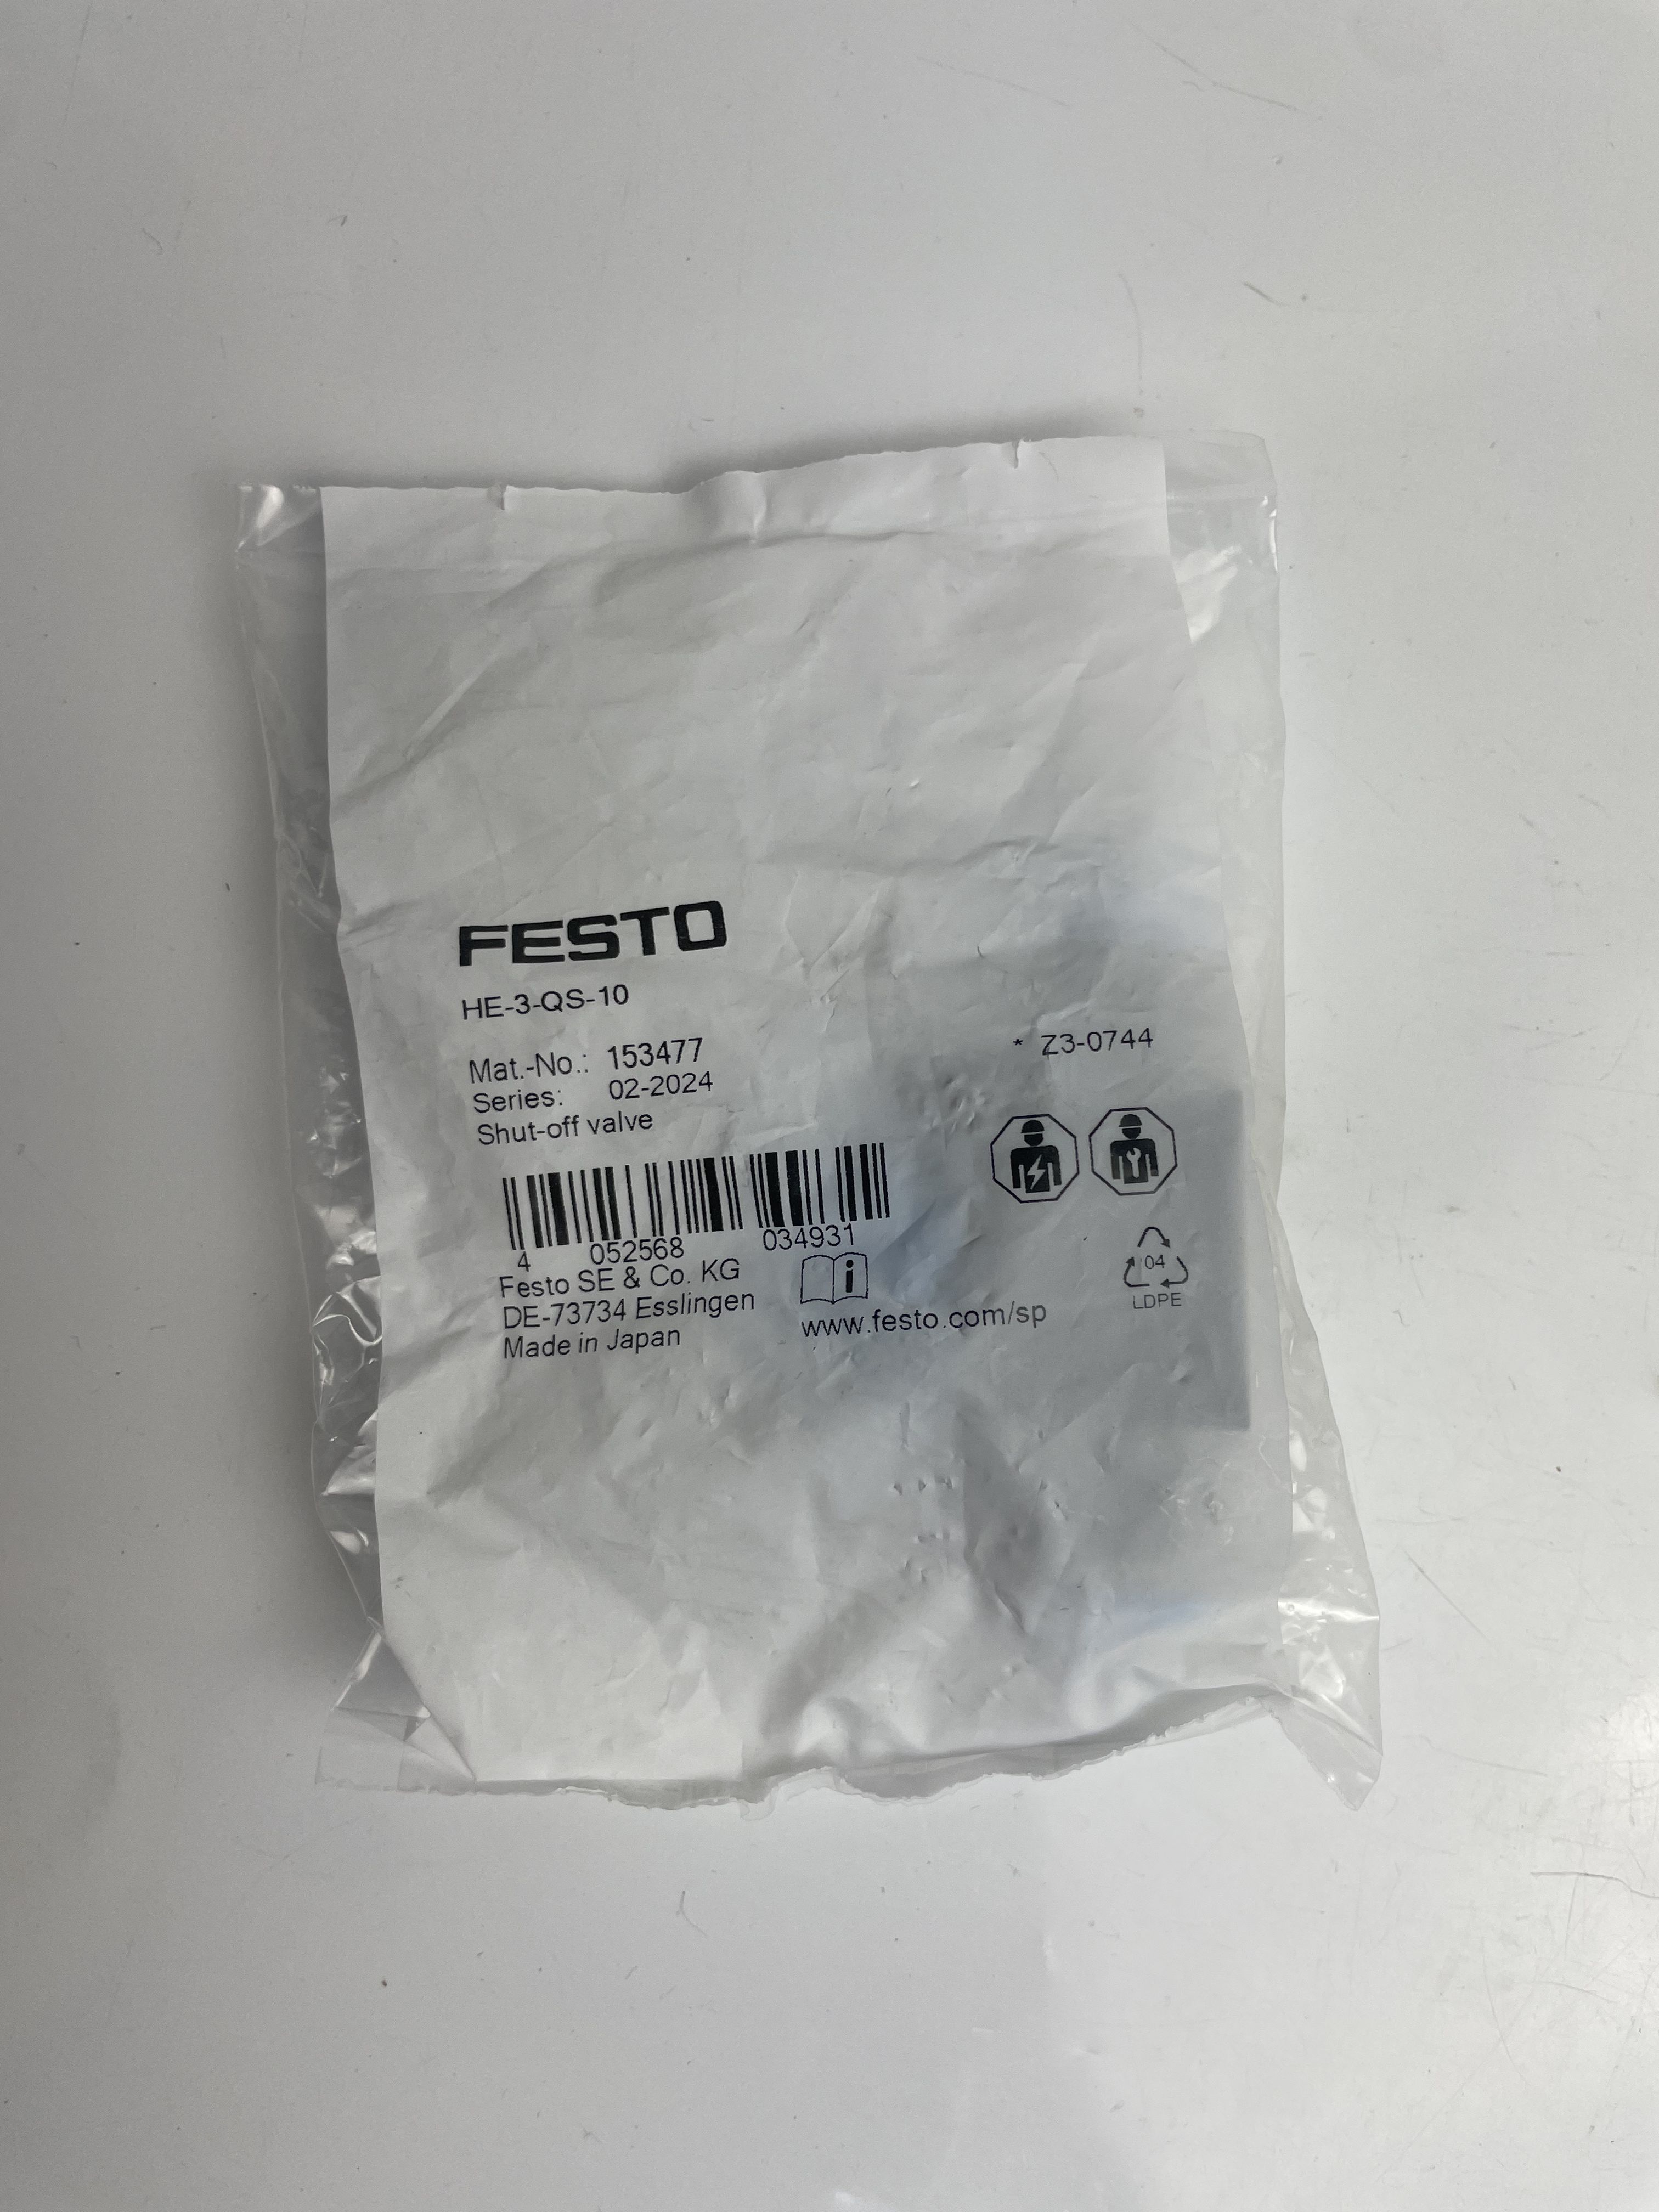 FESTO
HE-3-QS-10
Mat.-No.: 153477
* Z3-0744
Series: 02-2024
Shut-off valve
4 052568 034931
Festo SE & Co. KG
DE-73734 Esslingen
Made in Japan
i
www.festo.com/sp
04
LDPE